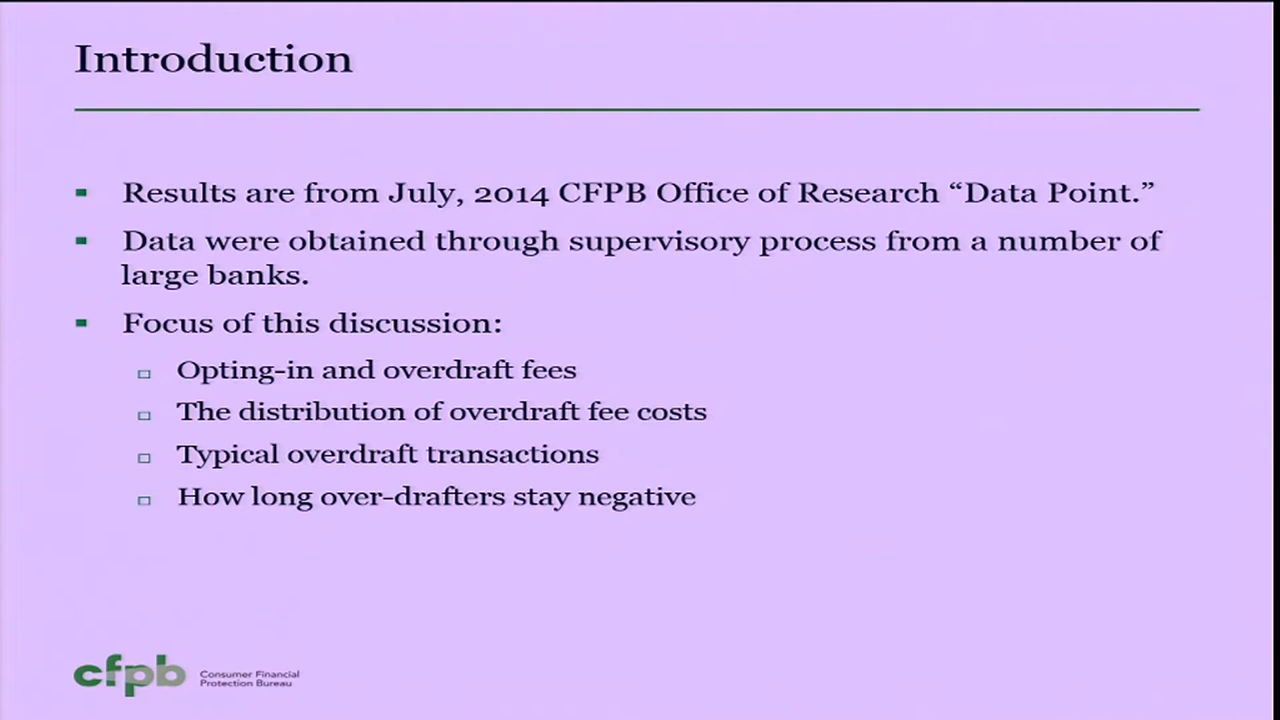 Introduction
Results are from July, 2014 CFPB Office of Research “Data Point.”
Data were obtained through supervisory process from a number of
large banks.
Focus of this discussion:
Opting-in and overdraft fees
The distribution of overdraft fee costs
Typical overdraft transactions
How long over-drafters stay negative
cfpb
Consumer Financial
Protection Bureau